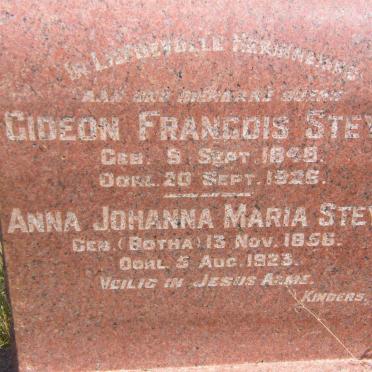 IN LIEFDEVOLLE HERINNERING
AAN ONS DIERBARE OUERS
GIDEON FRANCOIS STEY
GEB. 9 SEPT. 1848.
OORL. 20 SEPT. 1926.
ANNA JOHANNA MARIA STEY
GEB. (BOTHA) 13 NOV. 1856.
OORL. 5 AUG. 1923.
VEILIG IN JESUS ARME.
KINDERS.